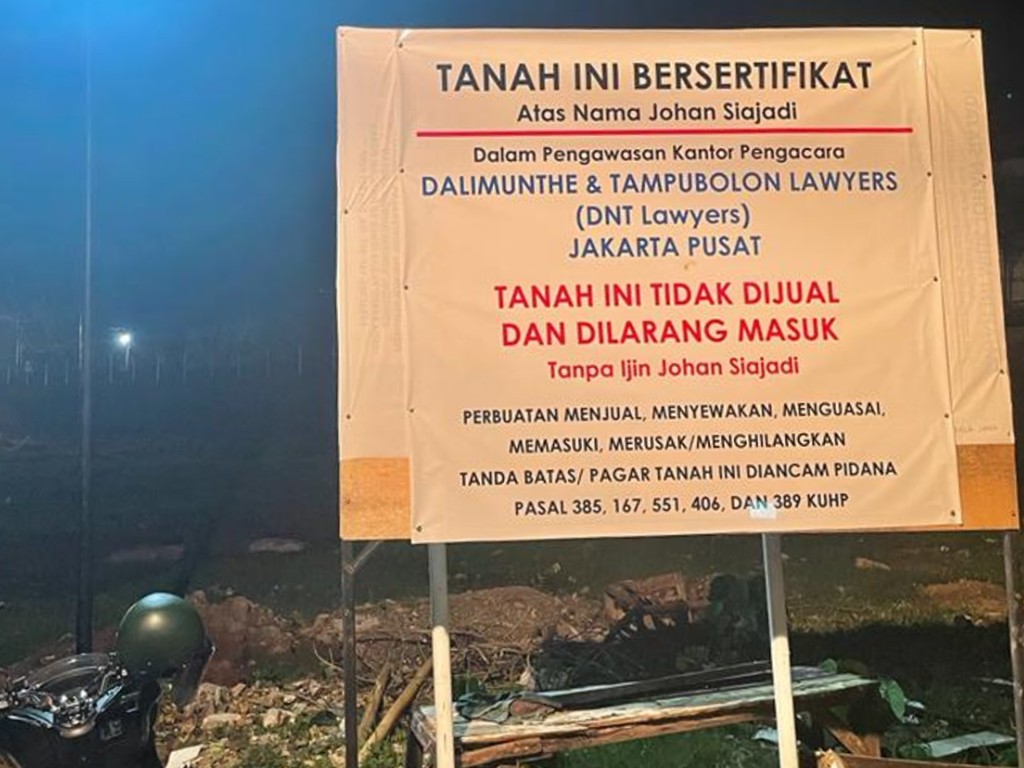 TANAH INI BERSERTIFIKAT
Atas Nama Johan Siajadi
Dalam Pengawasan Kantor Pengacara
DALIMUNTHE & TAMPUBOLON LAWYERS
(DNT Lawyers)
JAKARTA PUSAT
TANAH INI TIDAK DIJUAL
DAN DILARANG MASUK
Tanpa Ijin Johan Siajadi
PERBUATAN MENJUAL, MENYEWAKAN, MENGUASAI,
MEMASUKI, MERUSAK/MENGHILANGKAN
TANDA BATAS/ PAGAR TANAH INI DIANCAM PIDANA
PASAL 385, 167, 551, 406, DAN 389 KUHP